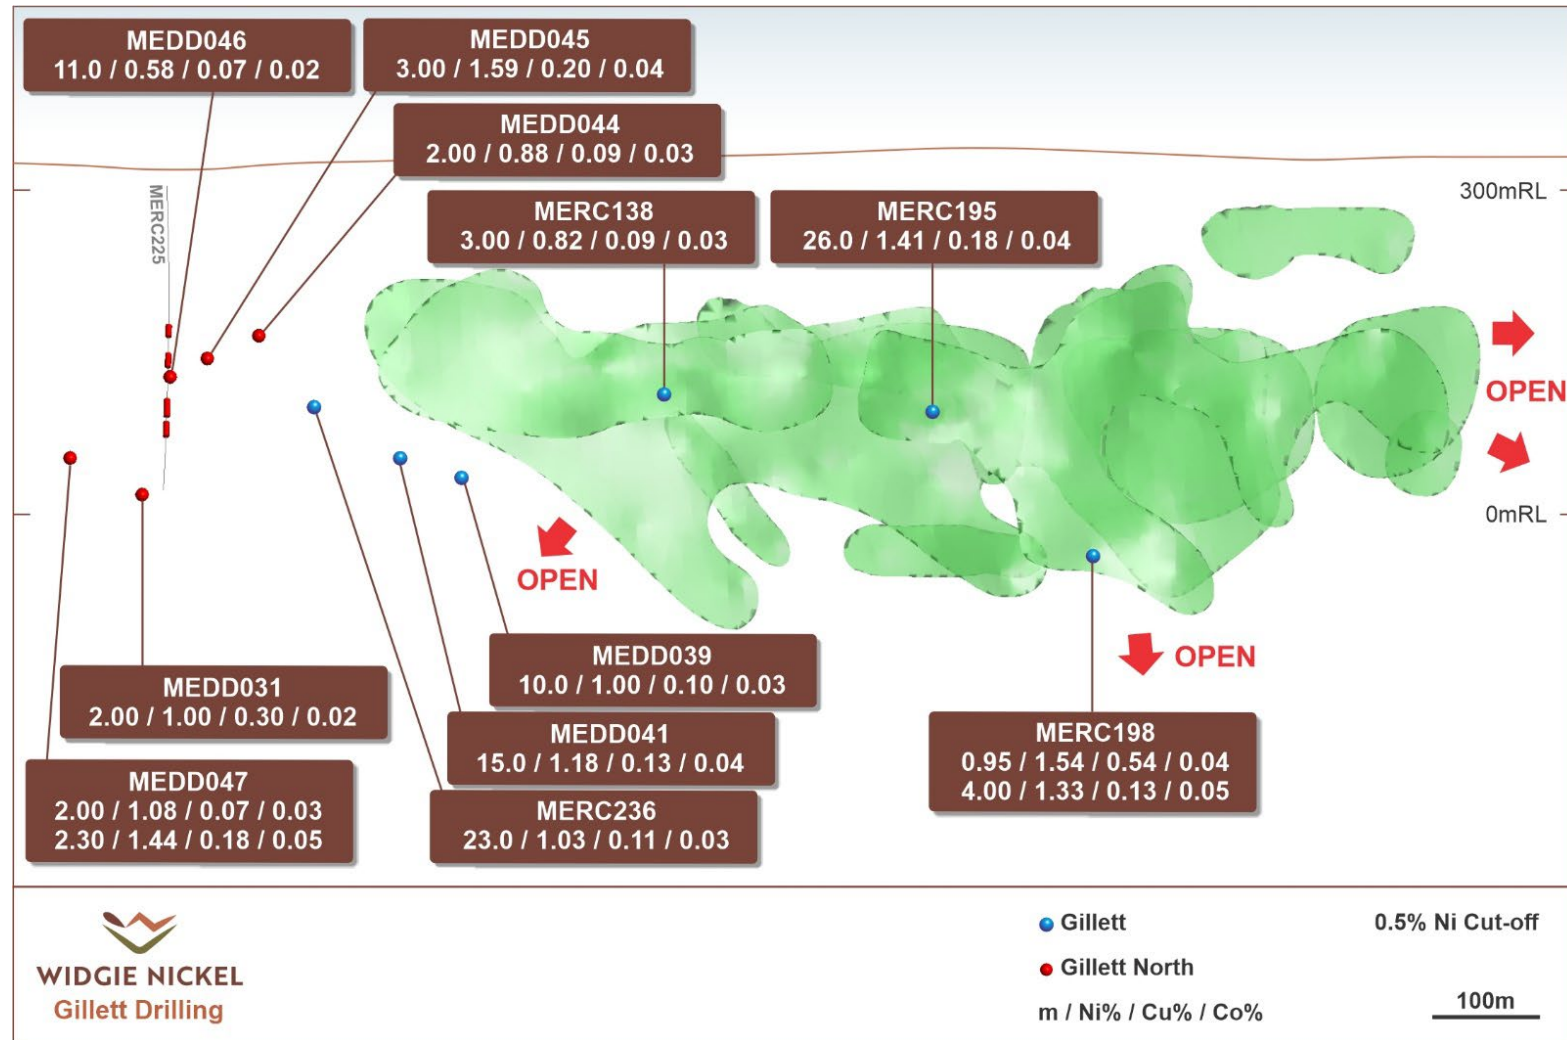 MEDD046
11.0 / 0.58 / 0.07 / 0.02
MEDD045
3.00 / 1.59 / 0.20 / 0.04
MEDD044
2.00 / 0.88 / 0.09 / 0.03
MERC138
3.00 / 0.82 / 0.09 / 0.03
MERC195
26.0 / 1.41 / 0.18 / 0.04
300mRL
MERC225
OPEN
0mRL
OPEN
OPEN
MEDD039
10.0 / 1.00 / 0.10 / 0.03
MEDD031
2.00 / 1.00 / 0.30 / 0.02
MEDD041
15.0 / 1.18 / 0.13 / 0.04
MERC198
0.95 / 1.54 / 0.54 / 0.04
4.00 / 1.33 / 0.13 / 0.05
MEDD047
2.00 / 1.08 / 0.07 / 0.03
2.30 / 1.44 / 0.18 / 0.05
MERC236
23.0 / 1.03 / 0.11 / 0.03
WIDGIE NICKEL
Gillett Drilling
Gillett
0.5% Ni Cut-off
Gillett North
m / Ni% / Cu% / Co%
100m